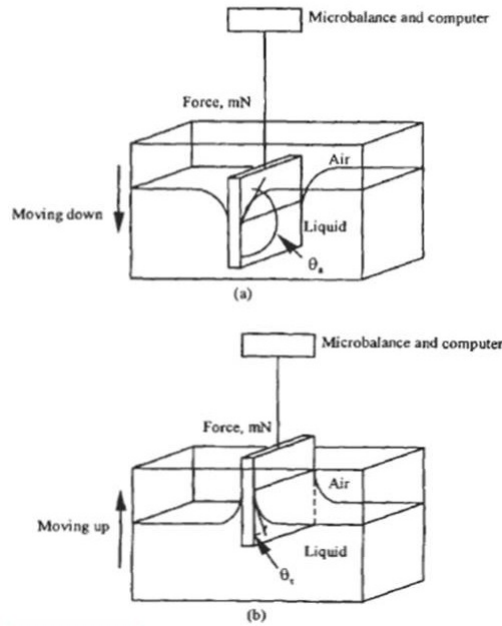 Microbalance and computer
Force, mN
Air
Moving down
Liquid
θa
(a)
Microbalance and computer
Force, mN
Air
Moving up
Liquid
θr
(b)